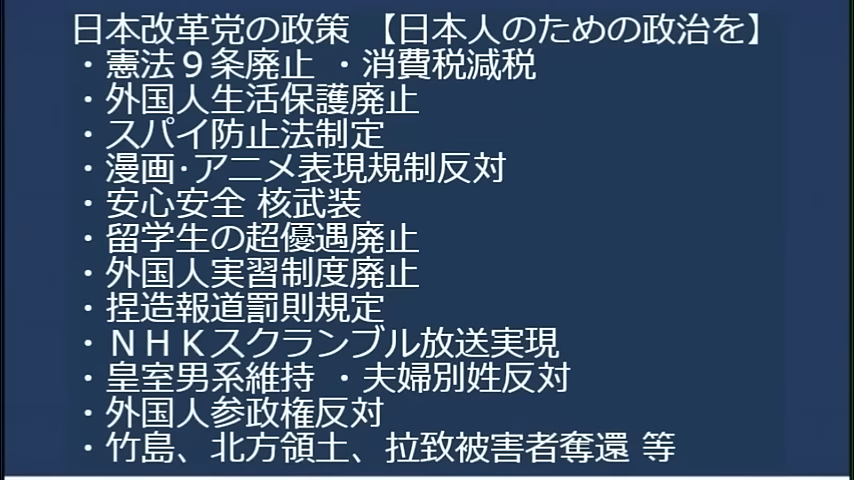 日本改革党の政策 【日本人のための政治を】
・憲法９条廃止 ・消費税減税
・外国人生活保護廃止
・スパイ防止法制定
・漫画･アニメ表現規制反対
・安心安全 核武装
・留学生の超優遇廃止
・外国人実習制度廃止
・捏造報道罰則規定
・ＮＨＫスクランブル放送実現
・皇室男系維持 ・夫婦別姓反対
・外国人参政権反対
・竹島、北方領土、拉致被害者奪還 等